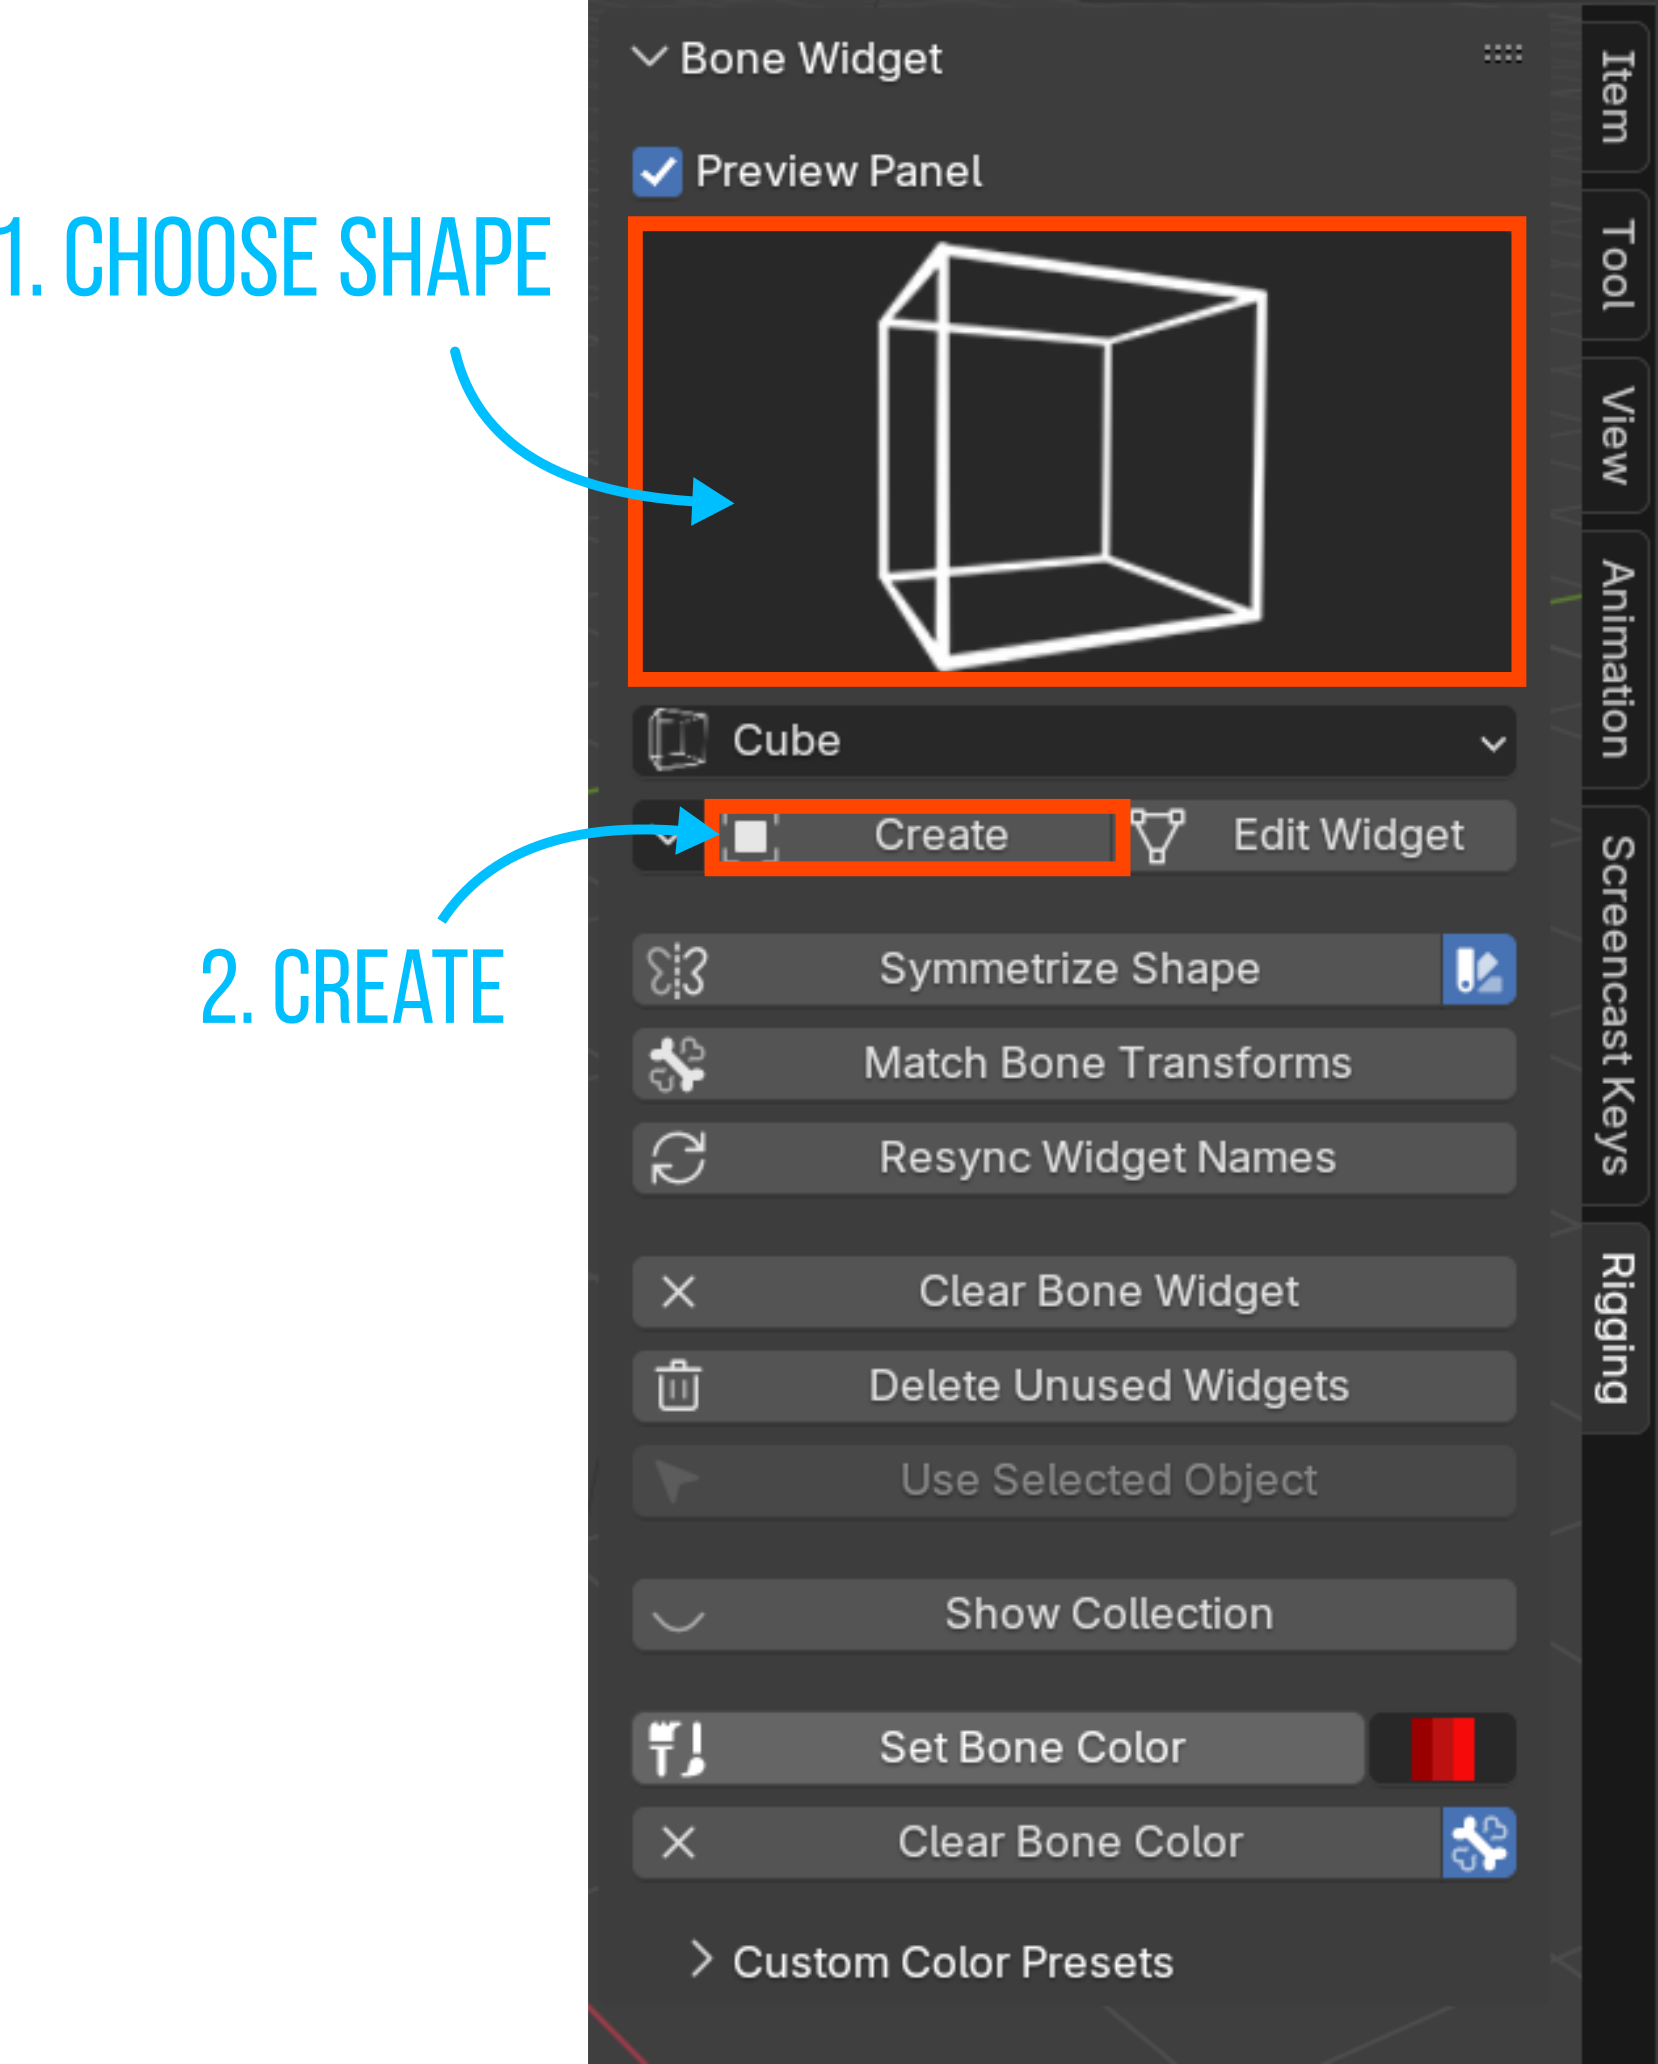 Bone Widget
Preview Panel
1. CHOOSE SHAPE
Cube
Create
Edit Widget
2. CREATE
Symmetrize Shape
Match Bone Transforms
Resync Widget Names
Clear Bone Widget
Delete Unused Widgets
Use Selected Object
Show Collection
Set Bone Color
Clear Bone Color
Custom Color Presets
Item
Tool
View
Animation
Screencast Keys
Rigging